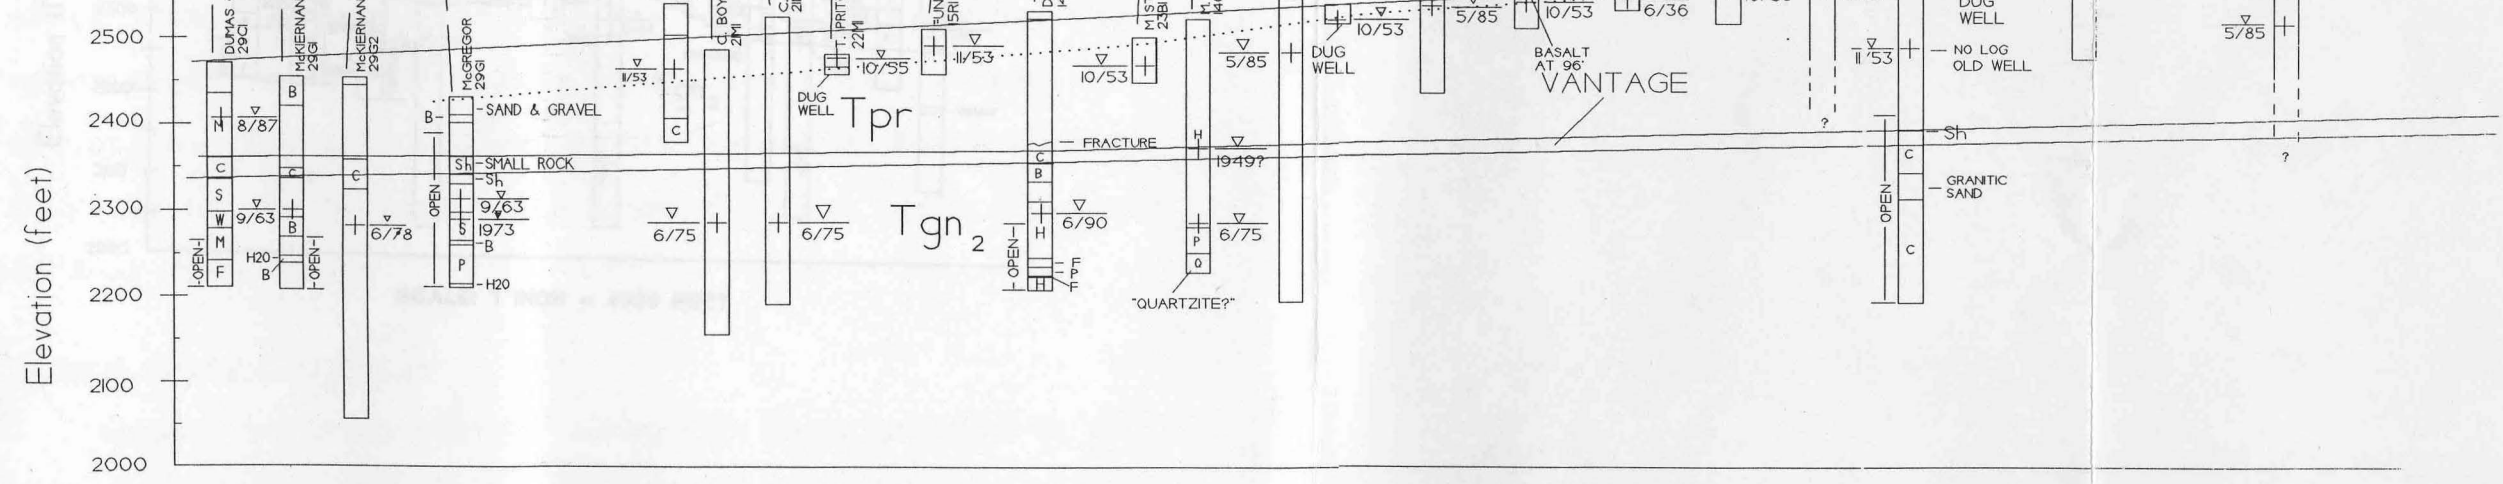 Elevation (feet)
2500
2400
2300
2200
2100
2000
DUMAS
29C1
N
8/87
C
S
W
9/63
M
F
-OPEN-
McKIERNAN
29G1
B
C
B
H20-
B
-OPEN-
McKIERNAN
29G2
C
6/78
McGREGOR
29G1
B-
-SAND & GRAVEL
Sh
-SMALL ROCK
-Sh
OPEN
9/63
1973
S
-B
P
-H20
11/53
C
C. BOY
2M11
6/75
C.
6/75
T. PRIT
22M1
10/55
DUG
WELL
Tpr
Tgn2
FUN
15R1
11/53
FRACTURE
C
B
6/90
H
-OPEN-
-F
-P
F
H
M ST
23B1
10/53
M.
H
1949?
6/75
P
Q
"QUARTZITE?"
5/85
10/53
DUG
WELL
5/85
10/53
BASALT
AT 96'
6/36
VANTAGE
?
11/53
NO LOG
OLD WELL
Sh
C
GRANITIC
SAND
OPEN
C
DUG
WELL
5/85
?